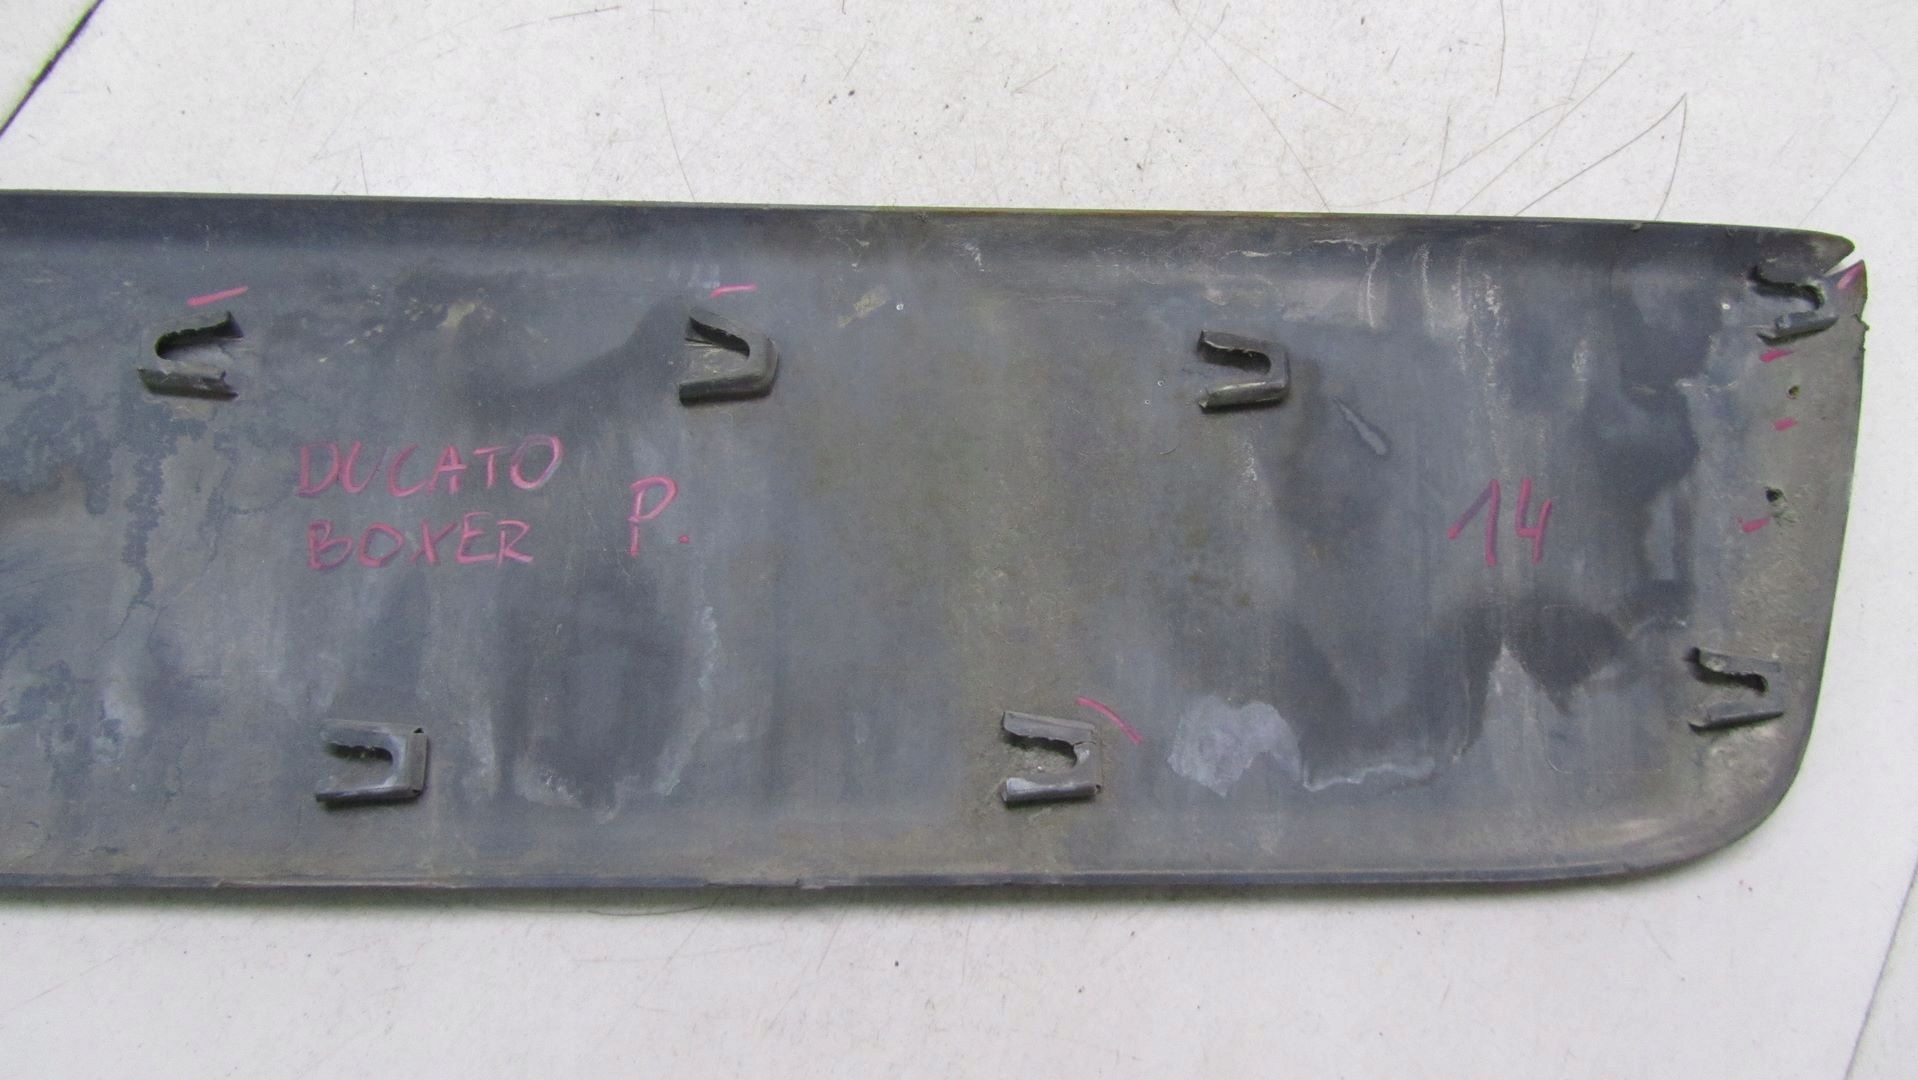 DUCATO
BOXER P.
14